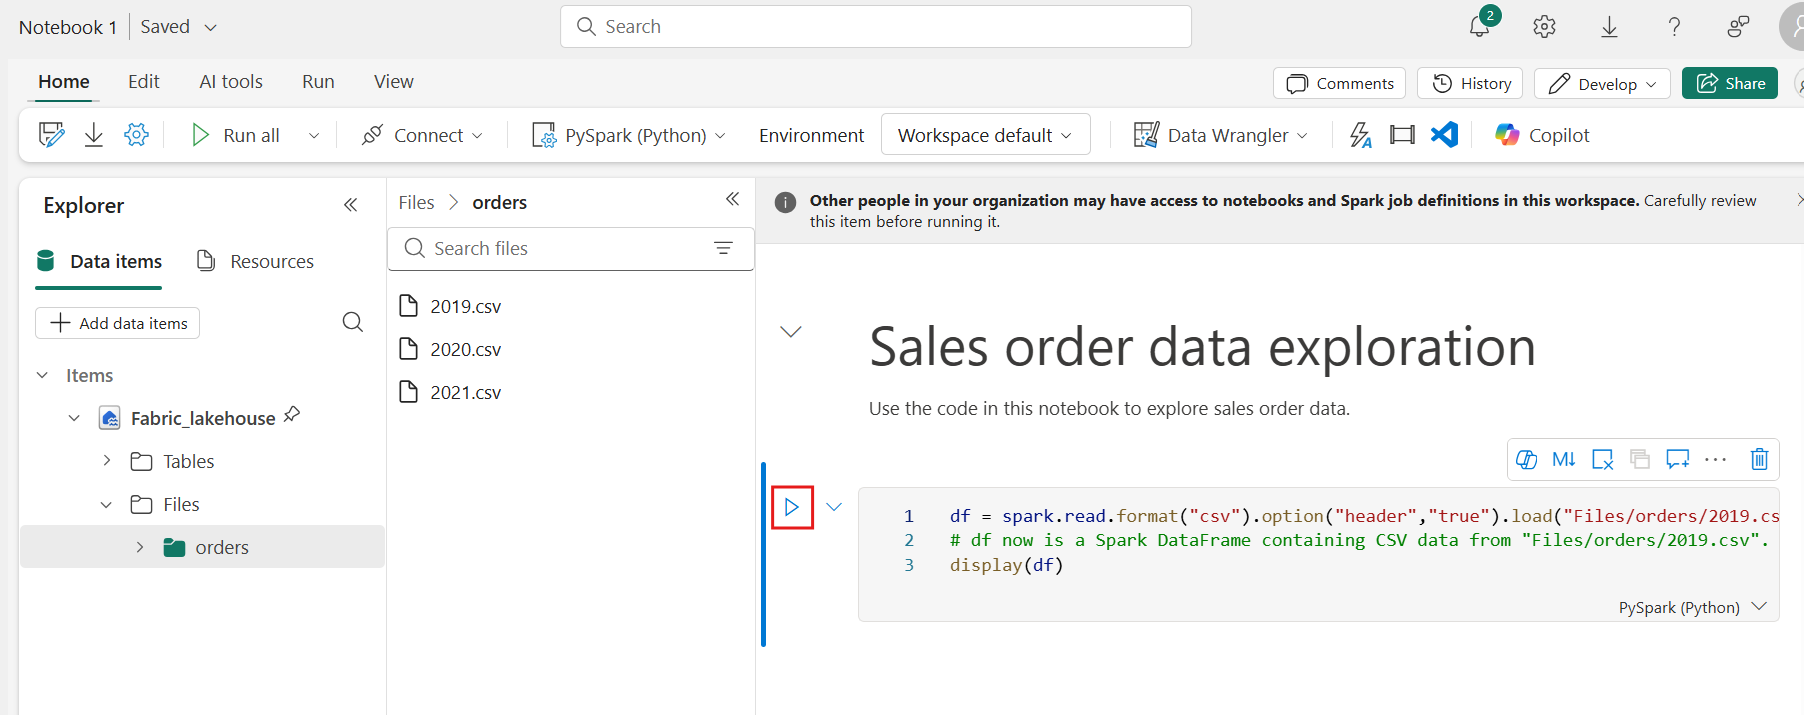 Notebook 1 Saved
Search
2
Home Edit AI tools Run View
Comments History Develop Share
Run all Connect PySpark (Python) Environment Workspace default Data Wrangler Copilot
Explorer
Data items Resources
Add data items
Items
Fabric_lakehouse
Tables
Files
orders
Files orders
Search files
2019.csv
2020.csv
2021.csv
Other people in your organization may have access to notebooks and Spark job definitions in this workspace. Carefully review
this item before running it.
Sales order data exploration
Use the code in this notebook to explore sales order data.
M↓ ...
1 df = spark.read.format("csv").option("header","true").load("Files/orders/2019.cs
2 # df now is a Spark DataFrame containing CSV data from "Files/orders/2019.csv".
3 display(df)
PySpark (Python)